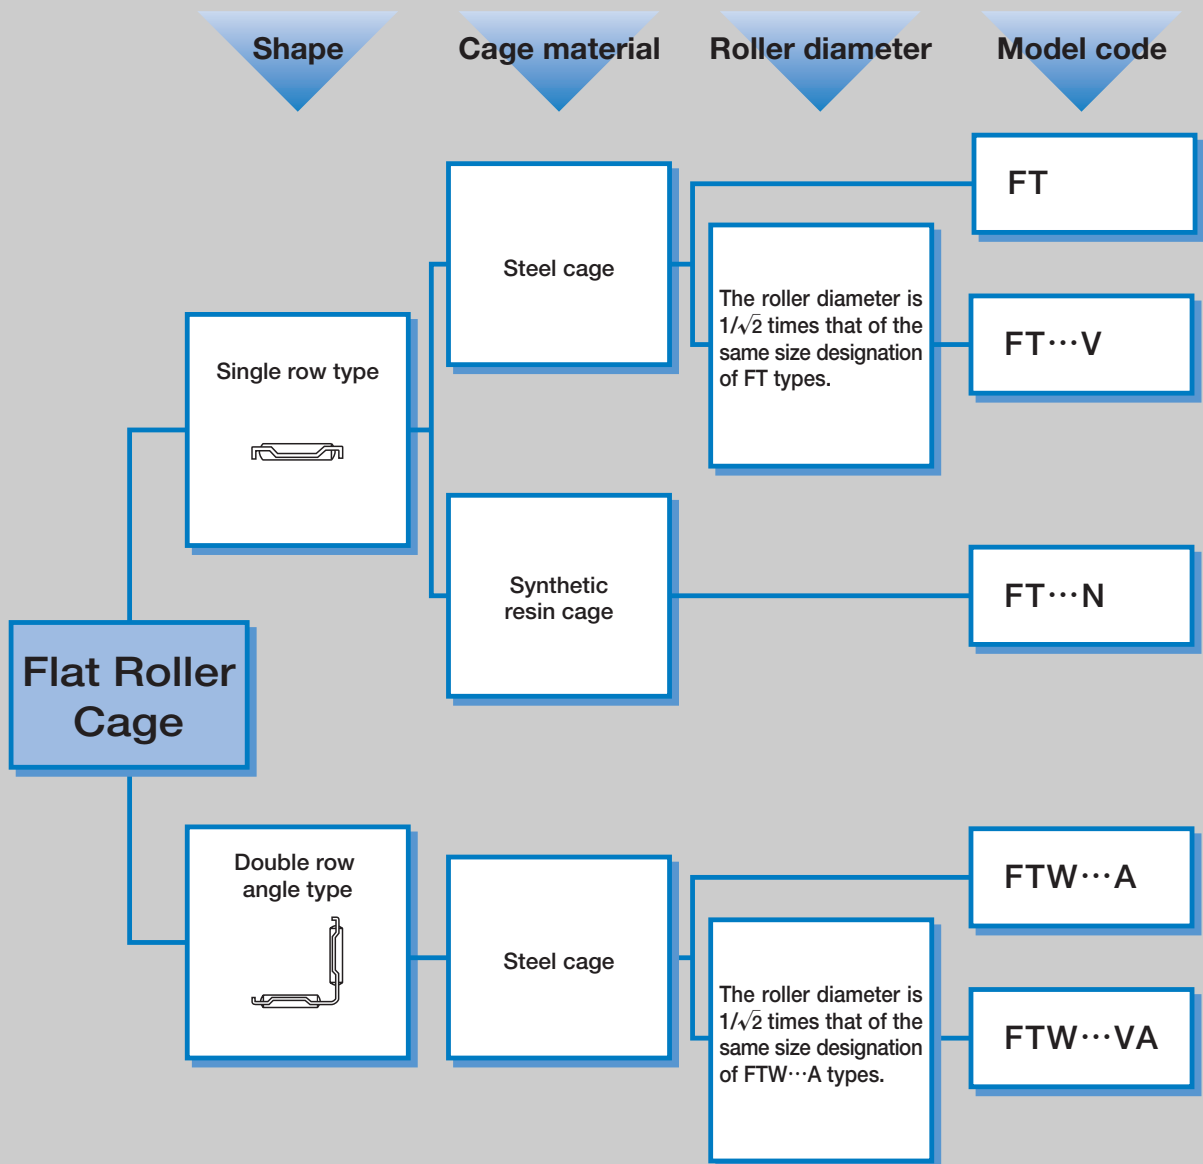 Shape
Cage material
Roller diameter
Model code
Flat Roller
Cage
Single row type
Steel cage
FT
The roller diameter is
1/√2 times that of the
same size designation
of FT types.
FT⋯V
Synthetic
resin cage
FT⋯N
Double row
angle type
Steel cage
FTW⋯A
The roller diameter is
1/√2 times that of the
same size designation
of FTW⋯A types.
FTW⋯VA